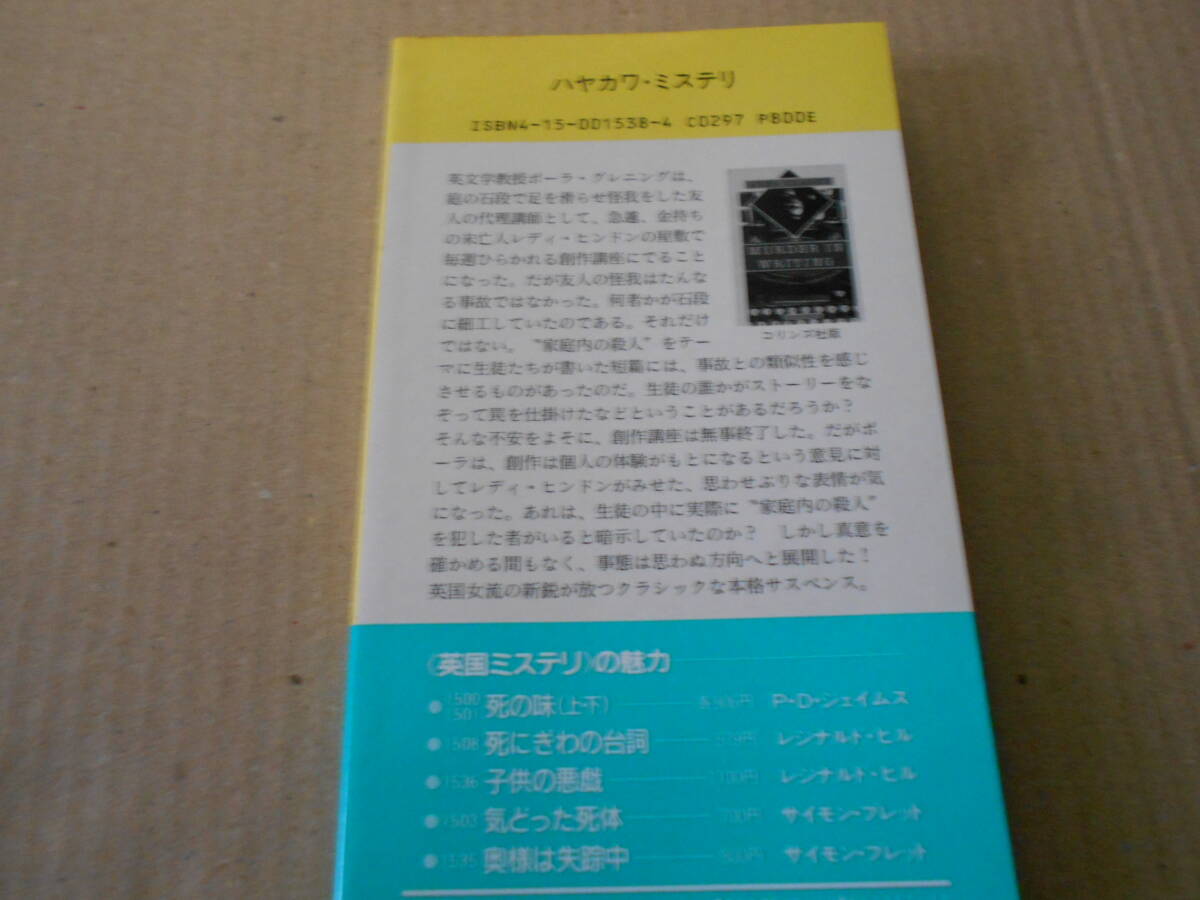 ハヤカワ・ミステリ
ISBN4-15-001538-4 C0297 P800E
英文学教授ポーラ・グレニングは、
庭の石段で足を滑らせ怪我をした友
人の代理講師として、急遽、金持ち
の未亡人レディ・ヒンドンの屋敷で
毎週ひらかれる創作講座にでること
になった。だが友人の怪我はたんな
る事故ではなかった。何者かが石段
に細工していたのである。それだけ
ではない。〝家庭内の殺人〟をテー
マに生徒たちが書いた短篇には、事故との類似性を感じ
させるものがあったのだ。生徒の誰かがストーリーをな
ぞって罠を仕掛けたなどということがあるだろうか?
そんな不安をよそに、創作講座は無事終了した。だがポ
ーラは、創作は個人の体験がもとになるという意見に対
してレディ・ヒンドンがみせた、思わせぶりな表情が気
になった。あれは、生徒の中に実際に〝家庭内の殺人〟
を犯した者がいると暗示していたのか? しかし真意を
確かめる間もなく、事態は思わぬ方向へと展開した!
英国女流の新鋭が放つクラシックな本格サスペンス。
MURDER IN
WRITING
コリンズ社版
〈英国ミステリ〉の魅力
●1500 1501 死の味(上・下) P・D・ジェイムス
●1508 死にぎわの台詞 レジナルド・ヒル
●1536 子供の悪戯 1100円 レジナルド・ヒル
●1503 気どった死体 700円 サイモン・ブレット
●1535 奥様は失踪中 800円 サイモン・ブレット